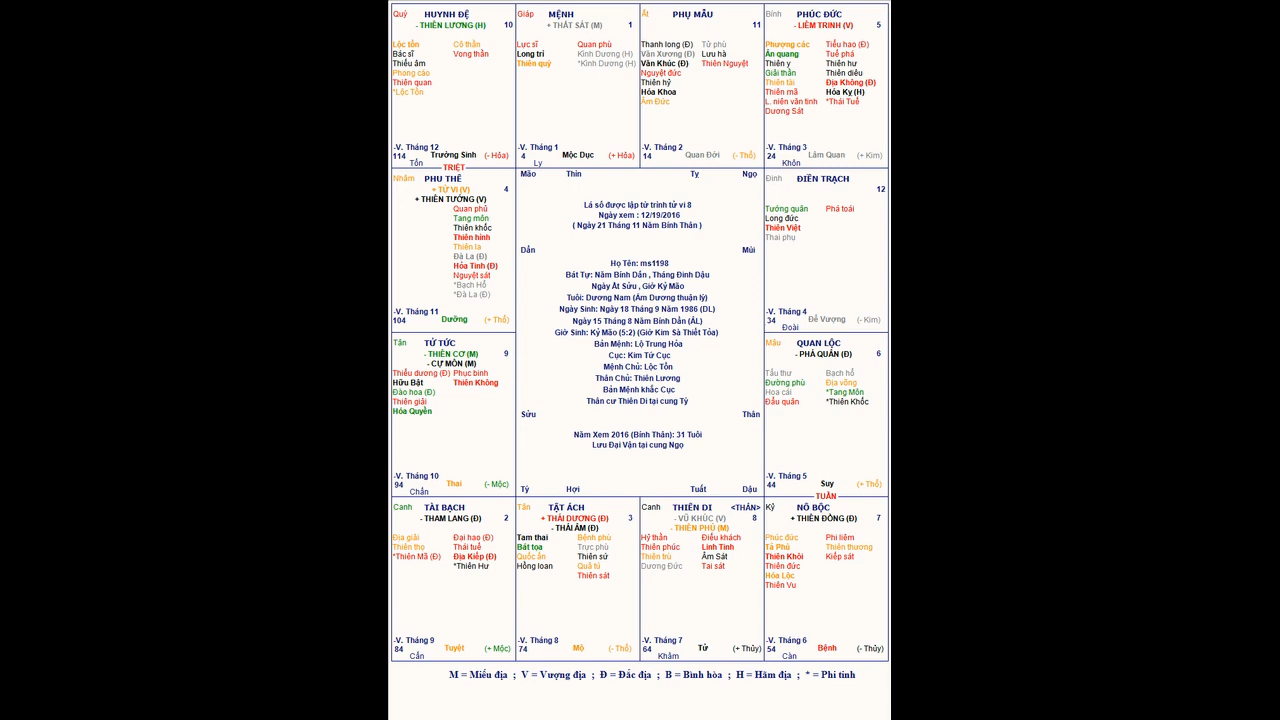 Quý HUYNH ĐỆ
- THIÊN LƯƠNG (H) 10
Lộc tồn Cô thần
Bác sĩ Vong thần
Thiếu âm
Phong cáo
Thiên quan
*Lộc Tồn
-V. Tháng 12
114 Trường Sinh (- Hỏa)
Tốn
Giáp MỆNH
+ THẤT SÁT (M) 1
Lực sĩ Quan phù
Long trì Kình Dương (H)
Thiên quý *Kình Dương (H)
-V. Tháng 1
4 Mộc Dục (+ Hỏa)
Ly
Ất PHỤ MẪU
11
Thanh long (Đ) Tử phù
Văn Xương (Đ) Lưu hà
Văn Khúc (Đ) Thiên Nguyệt
Nguyệt đức
Thiên hỷ
Hóa Khoa
Âm Đức
-V. Tháng 2
14 Quan Đới (- Thổ)
Bính PHÚC ĐỨC
- LIÊM TRINH (V) 5
Phượng các Tiểu hao (Đ)
Ân quang Tuế phá
Thiên y Thiên hư
Giải thần Thiên diêu
Thiên tài Địa Không (Đ)
Thiên mã Hóa Kỵ (H)
L. niên văn tinh *Thái Tuế
Dương Sát
-V. Tháng 3
24 Lâm Quan (+ Kim)
Khôn
TRIỆT
Nhâm PHU THÊ
+ TỬ VI (V) 4
+ THIÊN TƯỚNG (V)
Quan phủ
Tang môn
Thiên khốc
Thiên hình
Thiên la
Đà La (Đ)
Hỏa Tinh (Đ)
Nguyệt sát
*Bạch Hổ
*Đà La (Đ)
-V. Tháng 11
104 Dưỡng (+ Thổ)
Mão Thìn Tỵ Ngọ
Lá số được lập từ trình tử vi 8
Ngày xem : 12/19/2016
( Ngày 21 Tháng 11 Năm Bính Thân )
Dần Mùi
Họ Tên: ms1198
Bát Tự: Năm Bính Dần , Tháng Đinh Dậu
Ngày Ất Sửu , Giờ Kỷ Mão
Tuổi: Dương Nam (Âm Dương thuận lý)
Ngày Sinh: Ngày 18 Tháng 9 Năm 1986 (DL)
Ngày 15 Tháng 8 Năm Bính Dần (ÂL)
Giờ Sinh: Kỷ Mão (5:2) (Giờ Kim Sà Thiết Tỏa)
Bản Mệnh: Lộ Trung Hỏa
Cục: Kim Tứ Cục
Mệnh Chủ: Lộc Tồn
Thân Chủ: Thiên Lương
Bản Mệnh khắc Cục
Thân cư Thiên Di tại cung Tý
Sửu Thân
Năm Xem 2016 (Bính Thân): 31 Tuổi
Lưu Đại Vận tại cung Ngọ
Tý Hợi Tuất Dậu
Đinh ĐIỀN TRẠCH
12
Tướng quân Phá toái
Long đức
Thiên Việt
Thai phụ
-V. Tháng 4
34 Đế Vượng (- Kim)
Đoài
Tân TỬ TỨC
- THIÊN CƠ (M) 9
- CỰ MÔN (M)
Thiếu dương (Đ) Phục binh
Hữu Bật Thiên Không
Đào hoa (Đ)
Thiên giải
Hóa Quyền
-V. Tháng 10
94 Thai (- Mộc)
Chấn
Mậu QUAN LỘC
- PHÁ QUÂN (Đ) 6
Tấu thư Bạch hổ
Đường phù Địa võng
Hoa cái *Tang Môn
Đẩu quân *Thiên Khốc
-V. Tháng 5
44 Suy (+ Thổ)
TUẦN
Canh TÀI BẠCH
- THAM LANG (Đ) 2
Địa giải Đại hao (Đ)
Thiên thọ Thái tuế
*Thiên Mã (Đ) Địa Kiếp (Đ)
*Thiên Hư
-V. Tháng 9
84 Tuyệt (+ Mộc)
Cấn
Tân TẬT ÁCH
+ THÁI DƯƠNG (Đ) 3
- THÁI ÂM (Đ)
Tam thai Bệnh phù
Bát tọa Trực phù
Quốc ấn Thiên sứ
Hồng loan Quả tú
Thiên sát
-V. Tháng 8
74 Mộ (- Thổ)
Canh THIÊN DI <THÂN>
- VŨ KHÚC (V) 8
- THIÊN PHỦ (M)
Hỷ thần Điếu khách
Thiên phúc Linh Tinh
Thiên trù Âm Sát
Dương Đức Tai sát
-V. Tháng 7
64 Tử (+ Thủy)
Khảm
Kỷ NÔ BỘC
+ THIÊN ĐỒNG (Đ) 7
Phúc đức Phi liêm
Tả Phù Thiên thương
Thiên Khôi Kiếp sát
Thiên đức
Hóa Lộc
Thiên Vu
-V. Tháng 6
54 Bệnh (- Thủy)
Càn
M = Miếu địa ; V = Vượng địa ; Đ = Đắc địa ; B = Bình hòa ; H = Hãm địa ; * = Phi tinh